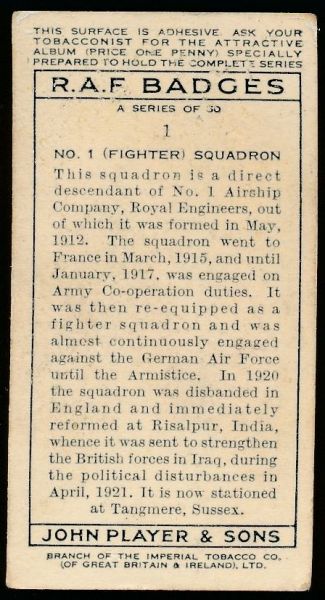 THIS SURFACE IS ADHESIVE. ASK YOUR
TOBACCONIST FOR THE ATTRACTIVE
ALBUM (PRICE ONE PENNY) SPECIALLY
PREPARED TO HOLD THE COMPLETE SERIES
R.A.F. BADGES
A SERIES OF 50
1
NO. 1 (FIGHTER) SQUADRON
This squadron is a direct
descendant of No. 1 Airship
Company, Royal Engineers, out
of which it was formed in May,
1912. The squadron went to
France in March, 1915, and until
January, 1917, was engaged on
Army Co-operation duties. It
was then re-equipped as a
fighter squadron and was
almost continuously engaged
against the German Air Force
until the Armistice. In 1920
the squadron was disbanded in
England and immediately
reformed at Risalpur, India,
whence it was sent to strengthen
the British forces in Iraq, during
the political disturbances in
April, 1921. It is now stationed
at Tangmere, Sussex.
JOHN PLAYER & SONS
BRANCH OF THE IMPERIAL TOBACCO CO.
(OF GREAT BRITAIN & IRELAND), LTD.